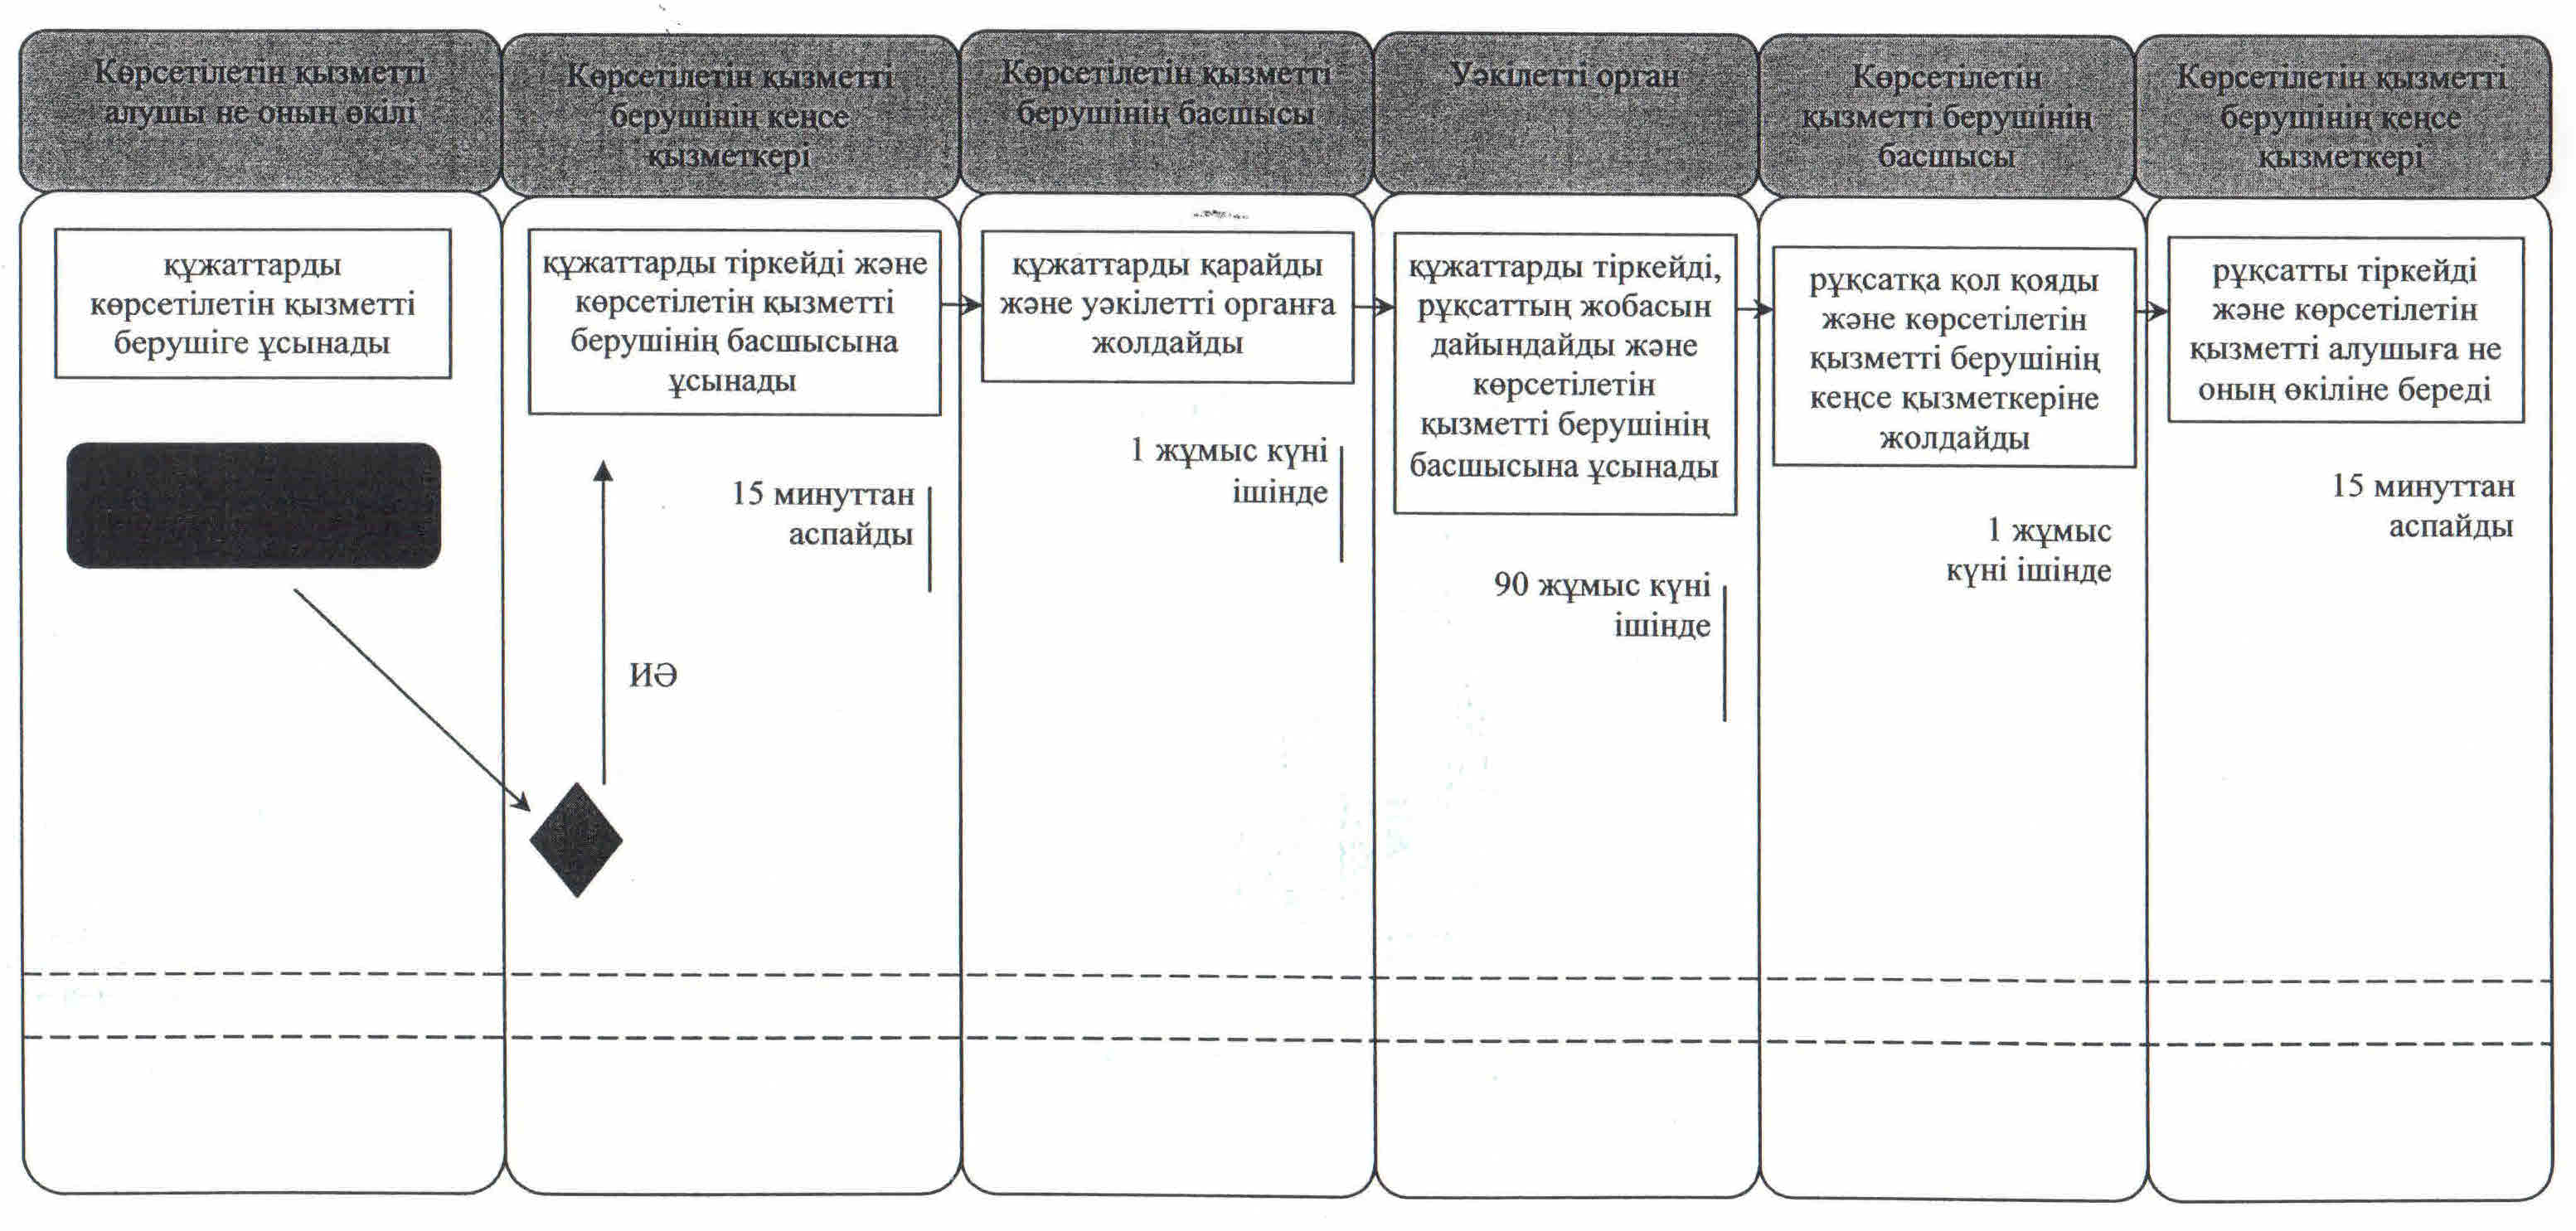 Көрсетілетін қызметті
алушы не оның өкілі
Көрсетілетін қызметті
берушінің кеңсе
қызметкері
Көрсетілетін қызметті
берушінің басшысы
Уәкілетті орган
Көрсетілетін
қызметті берушінің
басшысы
Көрсетілетін қызметті
берушінің кеңсе
қызметкері
құжаттарды
көрсетілетін қызметті
берушіге ұсынады
құжаттарды тіркейді және
көрсетілетін қызметті
берушінің басшысына
ұсынады
15 минуттан
аспайды
ИӘ
құжаттарды қарайды
және уәкілетті органға
жолдайды
1 жұмыс күні
ішінде
құжаттарды тіркейді,
рұқсаттың жобасын
дайындайды және
көрсетілетін
қызметті берушінің
басшысына ұсынады
90 жұмыс күні
ішінде
рұқсатқа қол қояды
және көрсетілетін
қызметті берушінің
кеңсе қызметкеріне
жолдайды
1 жұмыс
күні ішінде
рұқсатты тіркейді
және көрсетілетін
қызметті алушыға не
оның өкіліне береді
15 минуттан
аспайды